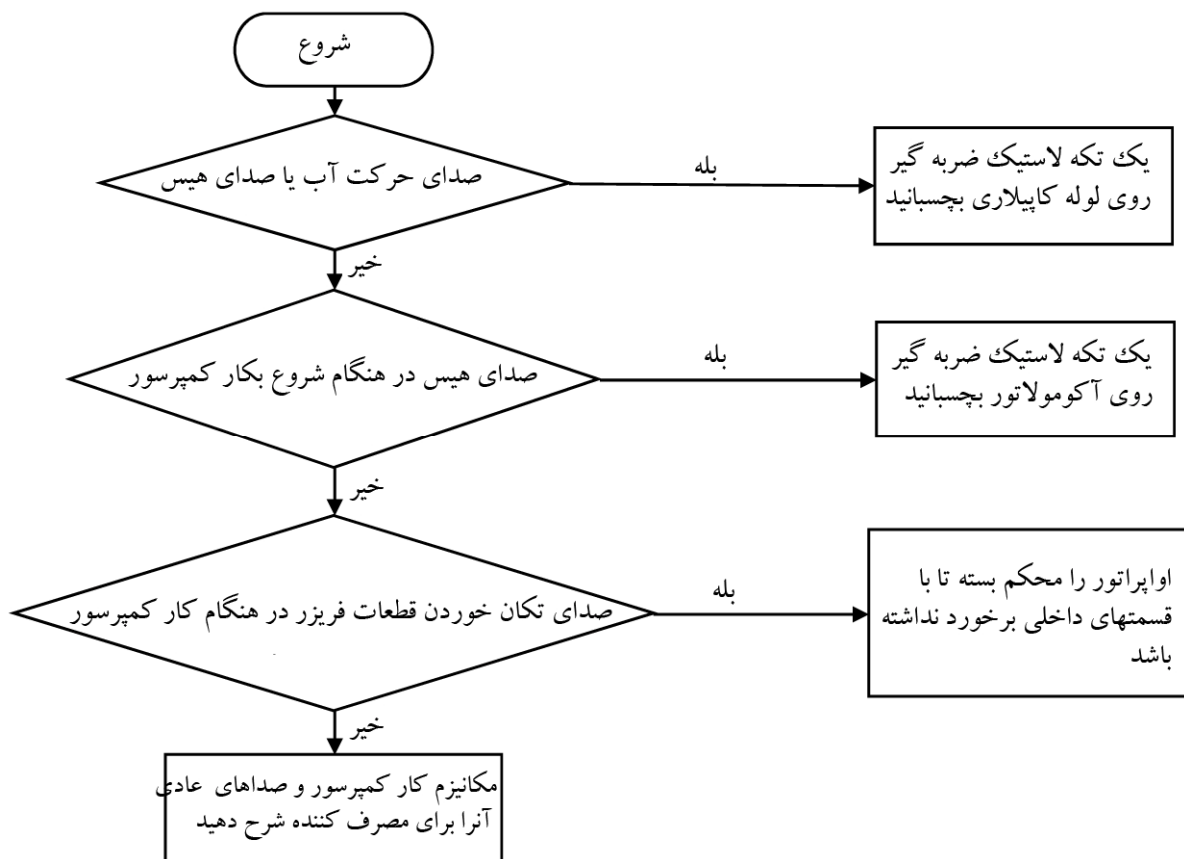 شروع
صدای حرکت آب یا صدای هیس
بله
یک تکه لاستیک ضربه گیر
روی لوله کاپیلاری بچسبانید
خیر
صدای هیس در هنگام شروع بکار کمپرسور
بله
یک تکه لاستیک ضربه گیر
روی آکومولاتور بچسبانید
خیر
صدای تکان خوردن قطعات فریزر در هنگام کار کمپرسور
بله
اواپراتور را محکم بسته تا با
قسمتهای داخلی برخورد نداشته
باشد
خیر
مکانیزم کار کمپرسور و صداهای عادی
آنرا برای مصرف کننده شرح دهید